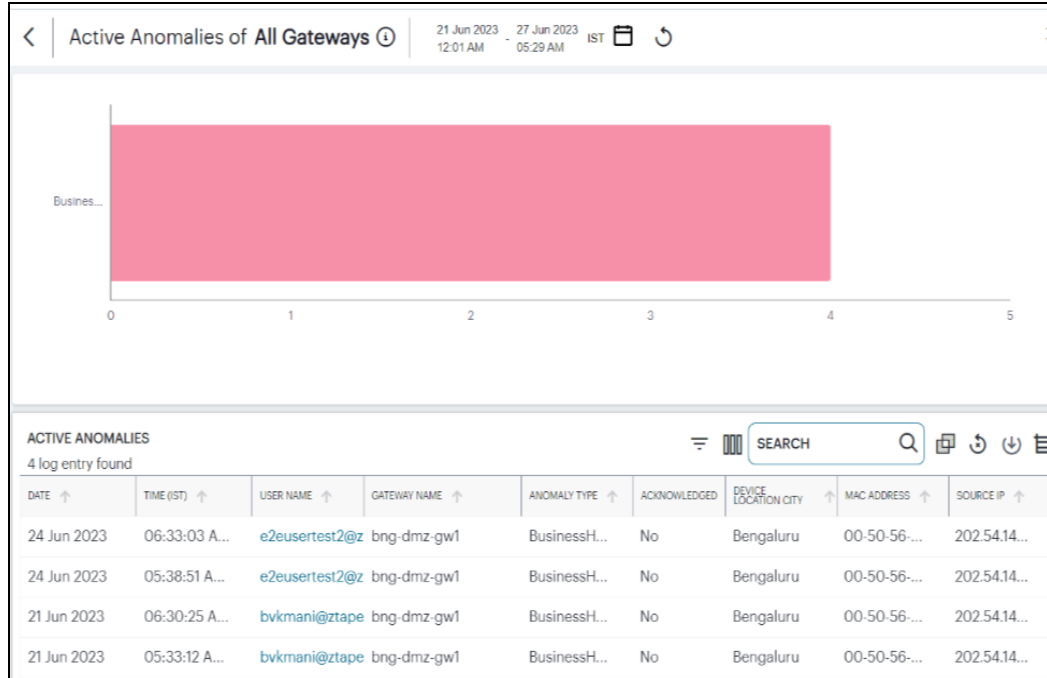 Active Anomalies of All Gateways
21 Jun 2023 - 27 Jun 2023 IST
12:01 AM 05:29 AM
Busines...
0 1 2 3 4 5
ACTIVE ANOMALIES
SEARCH
4 log entry found
DATE TIME (IST) USER NAME GATEWAY NAME ANOMALY TYPE ACKNOWLEDGED DEVICE LOCATION CITY MAC ADDRESS SOURCE IP
24 Jun 2023 06:33:03 A... e2eusertest2@z bng-dmz-gw1 BusinessH... No Bengaluru 00-50-56-... 202.54.14...
24 Jun 2023 05:38:51 A... e2eusertest2@z bng-dmz-gw1 BusinessH... No Bengaluru 00-50-56-... 202.54.14...
21 Jun 2023 06:30:25 A... bvkmani@ztape bng-dmz-gw1 BusinessH... No Bengaluru 00-50-56-... 202.54.14...
21 Jun 2023 05:33:12 A... bvkmani@ztape bng-dmz-gw1 BusinessH... No Bengaluru 00-50-56-... 202.54.14...